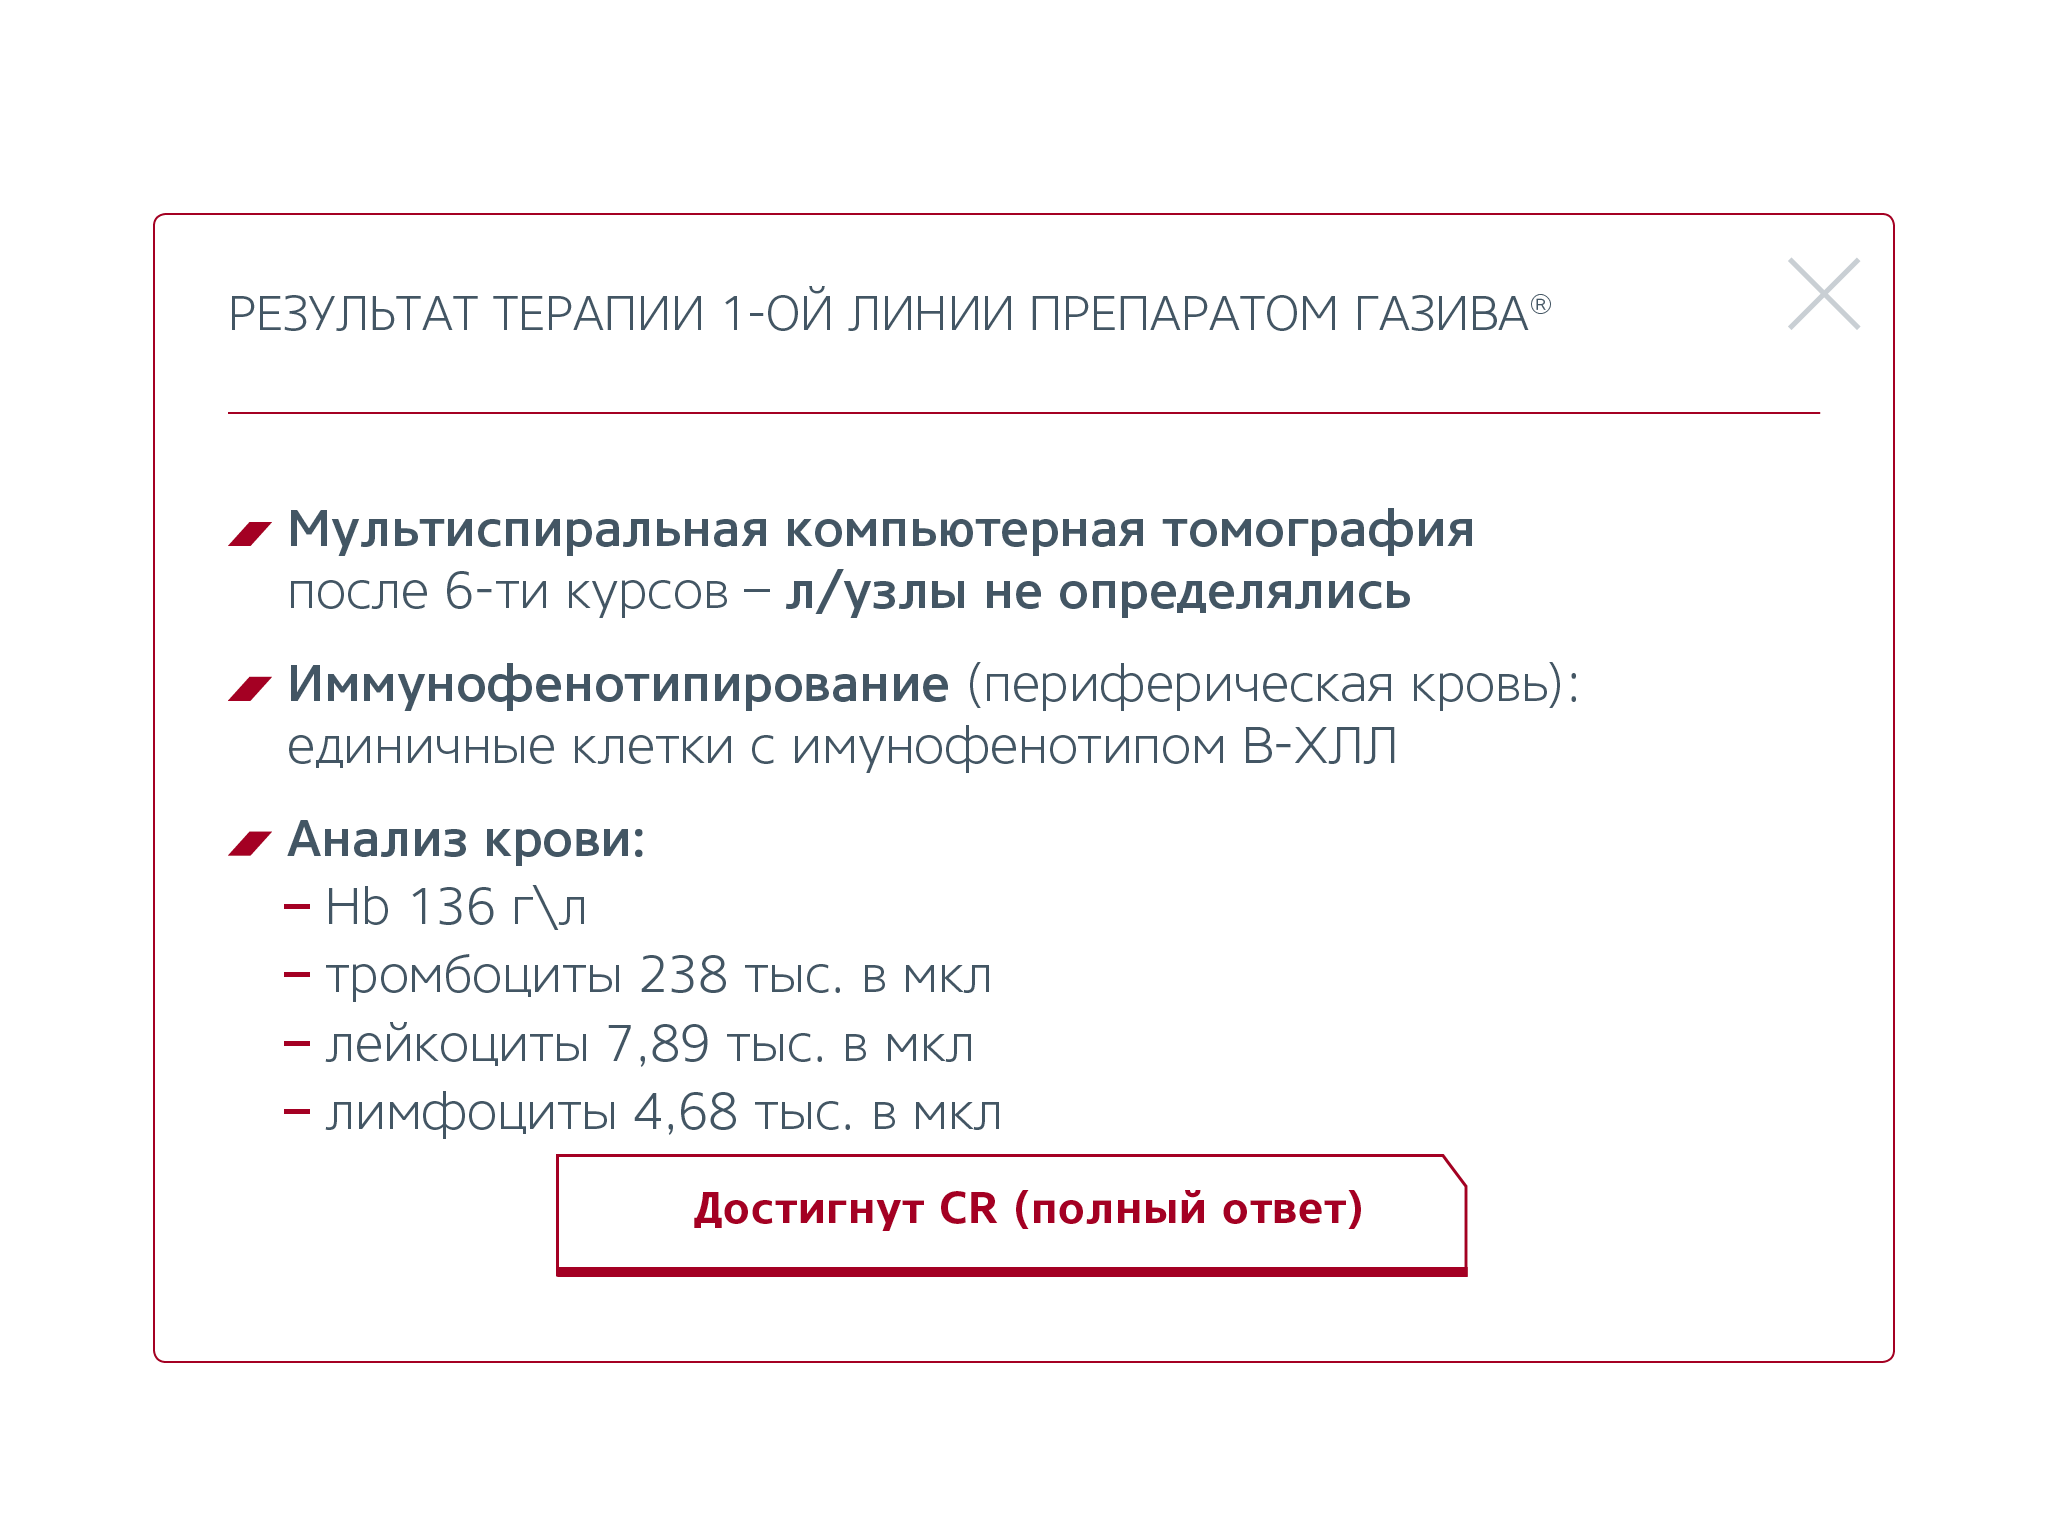 РЕЗУЛЬТАТ ТЕРАПИИ 1-ОЙ ЛИНИИ ПРЕПАРАТОМ ГАЗИВА®
Мультиспиральная компьютерная томография
после 6-ти курсов – л/узлы не определялись
Иммунофенотипирование (периферическая кровь):
единичные клетки с имунофенотипом В-ХЛЛ
Анализ крови:
– Hb 136 г\л
– тромбоциты 238 тыс. в мкл
– лейкоциты 7,89 тыс. в мкл
– лимфоциты 4,68 тыс. в мкл
Достигнут CR (полный ответ)